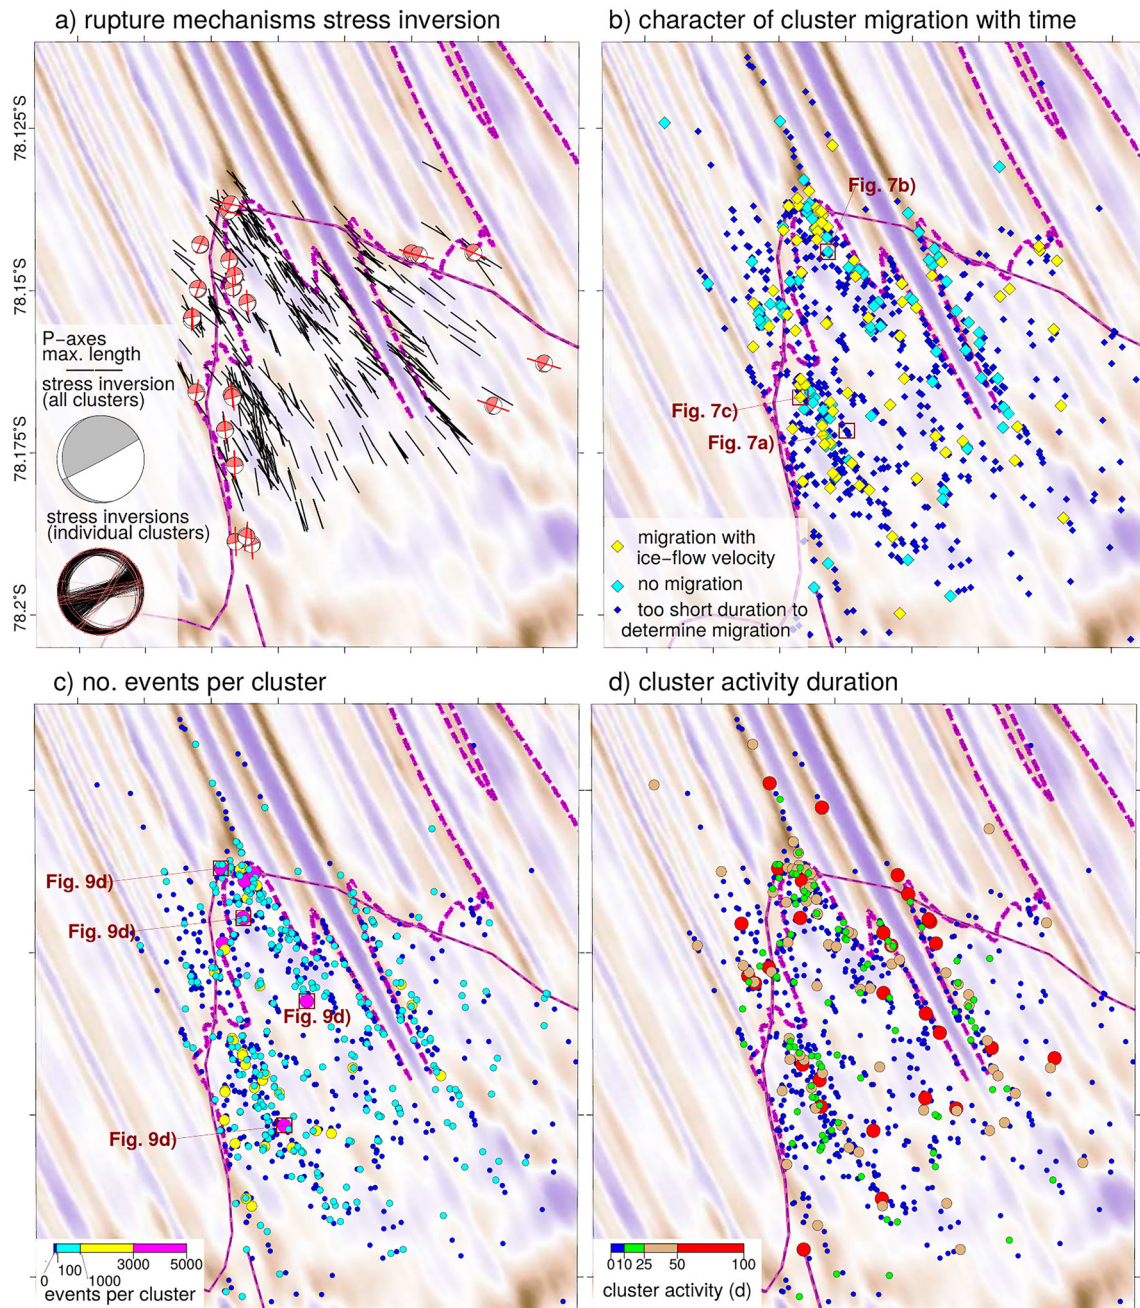 a) rupture mechanisms stress inversion
78.125°S
78.15°S
78.175°S
78.2°S
P−axes
max. length
stress inversion
(all clusters)
stress inversions
(individual clusters)
b) character of cluster migration with time
Fig. 7b)
Fig. 7c)
Fig. 7a)
migration with
ice−flow velocity
no migration
too short duration to
determine migration
c) no. events per cluster
Fig. 9d)
Fig. 9d)
Fig. 9d)
Fig. 9d)
0 100 1000 3000 5000
events per cluster
d) cluster activity duration
0 10 25 50 100
cluster activity (d)